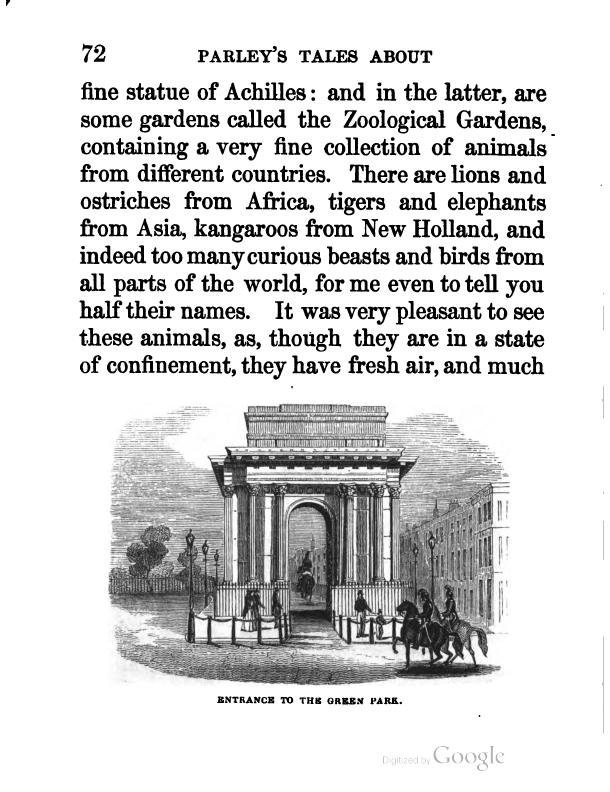 72 PARLEY'S TALES ABOUT
fine statue of Achilles: and in the latter, are
some gardens called the Zoological Gardens,
containing a very fine collection of animals
from different countries. There are lions and
ostriches from Africa, tigers and elephants
from Asia, kangaroos from New Holland, and
indeed too many curious beasts and birds from
all parts of the world, for me even to tell you
half their names. It was very pleasant to see
these animals, as, though they are in a state
of confinement, they have fresh air, and much
ENTRANCE TO THE GREEN PARK.
Digitized by Google